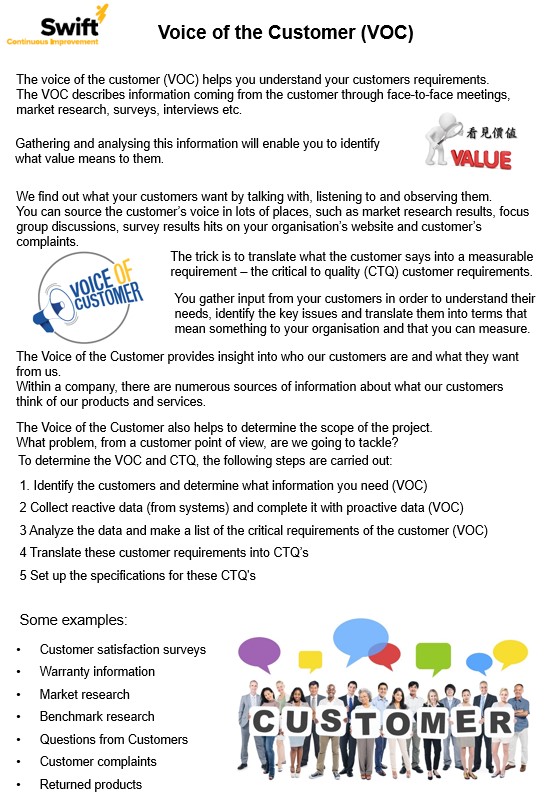 Swift
Continuous Improvement
Voice of the Customer (VOC)
The voice of the customer (VOC) helps you understand your customers requirements.
The VOC describes information coming from the customer through face-to-face meetings,
market research, surveys, interviews etc.
Gathering and analysing this information will enable you to identify
what value means to them.
看見價值
VALUE
We find out what your customers want by talking with, listening to and observing them.
You can source the customer's voice in lots of places, such as market research results, focus
group discussions, survey results hits on your organisation's website and customer's
complaints.
VOICE OF
CUSTOMER
The trick is to translate what the customer says into a measurable
requirement – the critical to quality (CTQ) customer requirements.
You gather input from your customers in order to understand their
needs, identify the key issues and translate them into terms that
mean something to your organisation and that you can measure.
The Voice of the Customer provides insight into who our customers are and what they want
from us.
Within a company, there are numerous sources of information about what our customers
think of our products and services.
The Voice of the Customer also helps to determine the scope of the project.
What problem, from a customer point of view, are we going to tackle?
To determine the VOC and CTQ, the following steps are carried out:
1. Identify the customers and determine what information you need (VOC)
2 Collect reactive data (from systems) and complete it with proactive data (VOC)
3 Analyze the data and make a list of the critical requirements of the customer (VOC)
4 Translate these customer requirements into CTQ's
5 Set up the specifications for these CTQ's
Some examples:
• Customer satisfaction surveys
• Warranty information
• Market research
• Benchmark research
• Questions from Customers
• Customer complaints
• Returned products
CUSTOMER